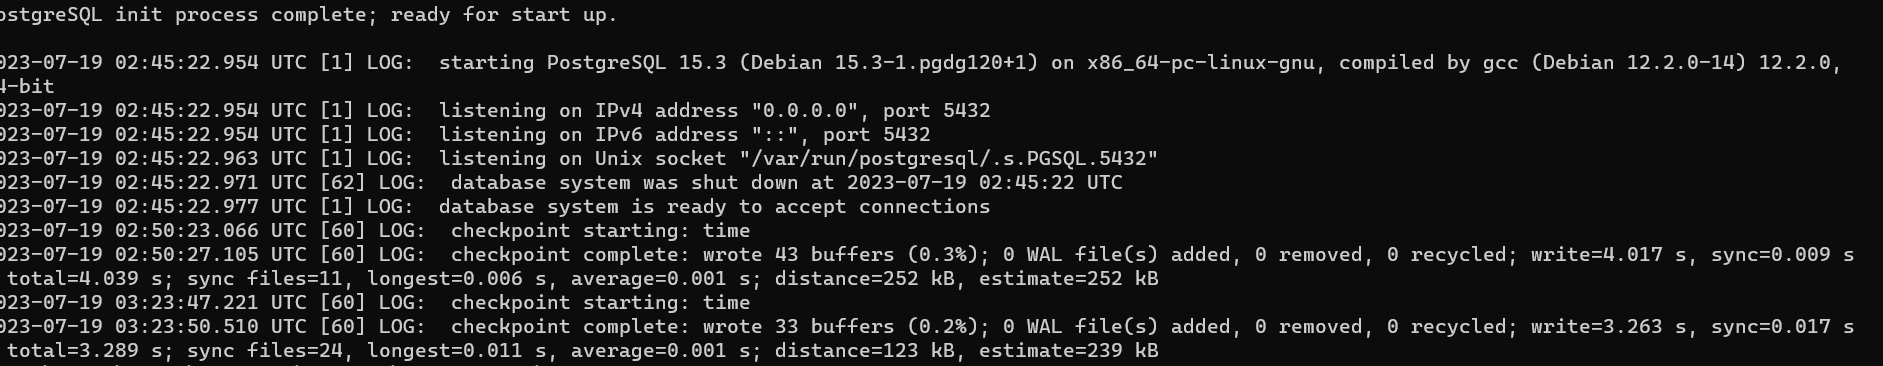 ostgreSQL init process complete; ready for start up.
023-07-19 02:45:22.954 UTC [1] LOG:  starting PostgreSQL 15.3 (Debian 15.3-1.pgdg120+1) on x86_64-pc-linux-gnu, compiled by gcc (Debian 12.2.0-14) 12.2.0,
4-bit
023-07-19 02:45:22.954 UTC [1] LOG:  listening on IPv4 address "0.0.0.0", port 5432
023-07-19 02:45:22.954 UTC [1] LOG:  listening on IPv6 address "::", port 5432
023-07-19 02:45:22.963 UTC [1] LOG:  listening on Unix socket "/var/run/postgresql/.s.PGSQL.5432"
023-07-19 02:45:22.971 UTC [62] LOG:  database system was shut down at 2023-07-19 02:45:22 UTC
023-07-19 02:45:22.977 UTC [1] LOG:  database system is ready to accept connections
023-07-19 02:50:23.066 UTC [60] LOG:  checkpoint starting: time
023-07-19 02:50:27.105 UTC [60] LOG:  checkpoint complete: wrote 43 buffers (0.3%); 0 WAL file(s) added, 0 removed, 0 recycled; write=4.017 s, sync=0.009 s
total=4.039 s; sync files=11, longest=0.006 s, average=0.001 s; distance=252 kB, estimate=252 kB
023-07-19 03:23:47.221 UTC [60] LOG:  checkpoint starting: time
023-07-19 03:23:50.510 UTC [60] LOG:  checkpoint complete: wrote 33 buffers (0.2%); 0 WAL file(s) added, 0 removed, 0 recycled; write=3.263 s, sync=0.017 s
total=3.289 s; sync files=24, longest=0.011 s, average=0.001 s; distance=123 kB, estimate=239 kB